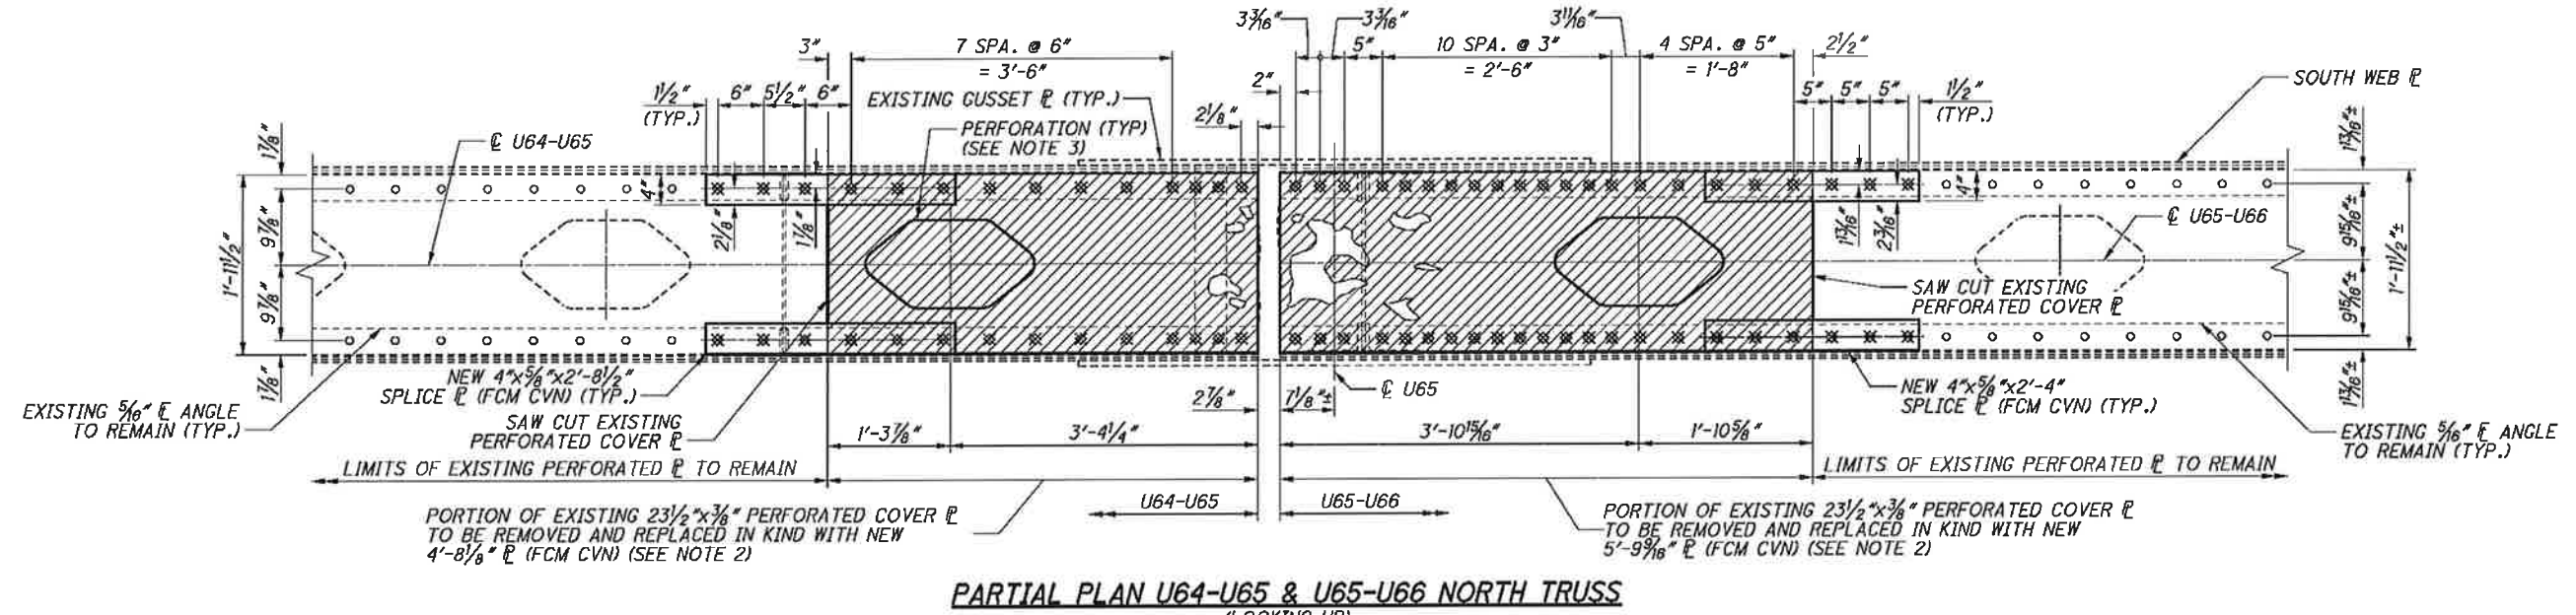 3 3/16"
3 3/16"
3 11/16"
3"
7 SPA. @ 6"
= 3'-6"
5"
10 SPA. @ 3"
= 2'-6"
4 SPA. @ 5"
= 1'-8"
2 1/2"
SOUTH WEB ℄
1 1/2"
(TYP.)
6"
5 1/2"
6"
EXISTING GUSSET ℄ (TYP.)
2"
5"
5"
5"
1 1/2"
(TYP.)
PERFORATION (TYP)
(SEE NOTE 3)
2 1/8"
1 7/8"
℄ U64-U65
1 13/16"±
4"
4"
9 7/8"
1'-11 1/2"
9 7/8"
1 7/8"
2 1/8"
1 7/8"
1 13/16"
2 3/16"
℄ U65-U66
9 15/16"±
1'-11 1/2"±
9 15/16"±
1 13/16"±
SAW CUT EXISTING
PERFORATED COVER ℄
NEW 4"x5/8"x2'-8 1/2"
SPLICE ℄ (FCM CVN) (TYP.)
EXISTING 5/16" ℄ ANGLE
TO REMAIN (TYP.)
SAW CUT EXISTING
PERFORATED COVER ℄
2 7/8"
7 1/8"±
℄ U65
NEW 4"x5/8"x2'-4"
SPLICE ℄ (FCM CVN) (TYP.)
EXISTING 5/16" ℄ ANGLE
TO REMAIN (TYP.)
1'-3 7/8"
3'-4 1/4"
3'-10 15/16"
1'-10 5/8"
LIMITS OF EXISTING PERFORATED ℄ TO REMAIN
LIMITS OF EXISTING PERFORATED ℄ TO REMAIN
U64-U65
U65-U66
PORTION OF EXISTING 23 1/2"x3/8" PERFORATED COVER ℄
TO BE REMOVED AND REPLACED IN KIND WITH NEW
4'-8 1/8" ℄ (FCM CVN) (SEE NOTE 2)
PORTION OF EXISTING 23 1/2"x3/8" PERFORATED COVER ℄
TO BE REMOVED AND REPLACED IN KIND WITH NEW
5'-9 9/16" ℄ (FCM CVN) (SEE NOTE 2)
PARTIAL PLAN U64-U65 & U65-U66 NORTH TRUSS
(LOOKING UP)